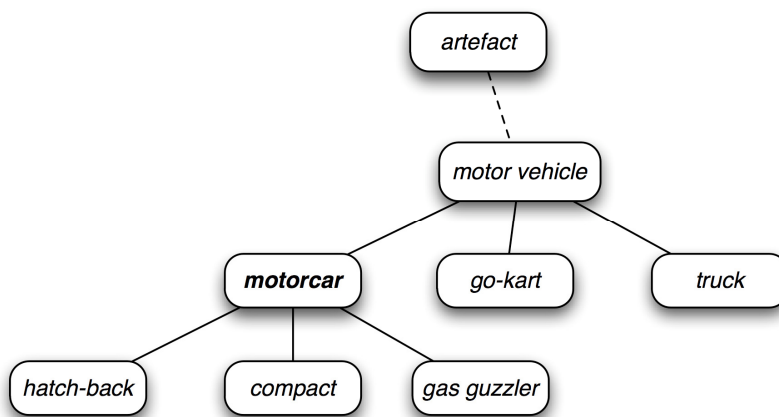 artefact
motor vehicle
motorcar
go-kart
truck
hatch-back
compact
gas guzzler